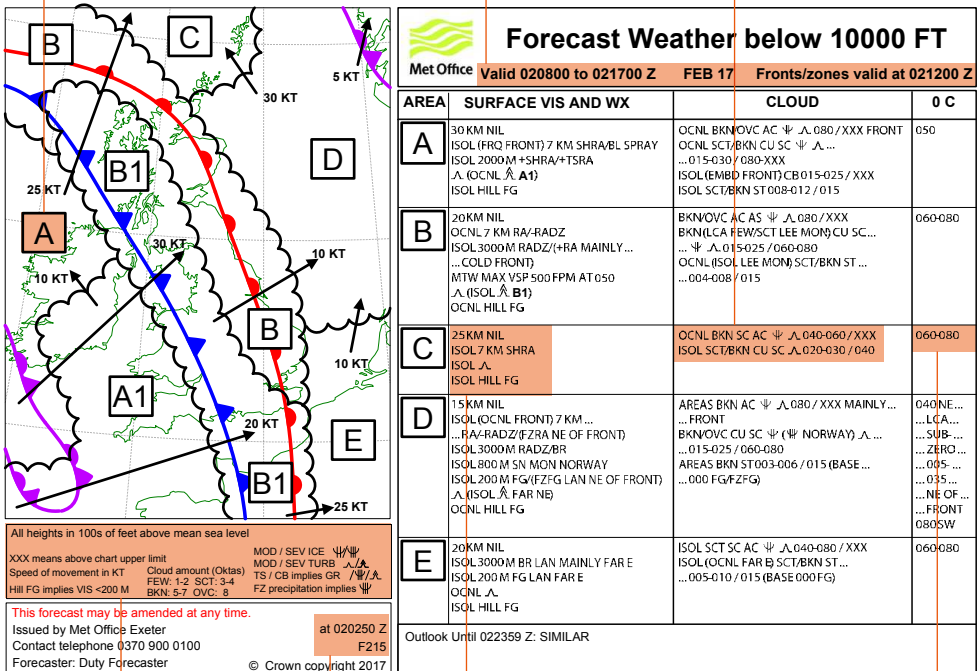 B
C
5 KT
30 KT
B1
D
25 KT
A
30 KT
10 KT
10 KT
B
10 KT
A1
20 KT
E
B1
25 KT
All heights in 100s of feet above mean sea level
XXX means above chart upper limit
Speed of movement in KT
Hill FG implies VIS <200 M
Cloud amount (Oktas)
FEW: 1-2 SCT: 3-4
BKN: 5-7 OVC: 8
MOD / SEV ICE
MOD / SEV TURB
TS / CB implies GR
FZ precipitation implies
This forecast may be amended at any time.
Issued by Met Office Exeter
Contact telephone 0370 900 0100
Forecaster: Duty Forecaster
at 020250 Z
F215
© Crown copyright 2017
Met Office
Forecast Weather below 10000 FT
Valid 020800 to 021700 Z FEB 17 Fronts/zones valid at 021200 Z
AREA SURFACE VIS AND WX CLOUD 0 C
A
30 KM NIL
ISOL (FRQ FRONT) 7 KM SHRA/BL SPRAY
ISOL 2000 M +SHRA/+TSRA
(OCNL A1)
ISOL HILL FG
OCNL BKN/OVC AC 080 / XXX FRONT
OCNL SCT/BKN CU SC ...
...015-030 / 080-XXX
ISOL (EMBD FRONT) CB 015-025 / XXX
ISOL SCT/BKN ST 008-012 / 015
050
B
20 KM NIL
OCNL 7 KM RA/-RADZ
ISOL 3000 M RADZ/(+RA MAINLY...
...COLD FRONT)
MTW MAX VSP 500 FPM AT 050
(ISOL B1)
OCNL HILL FG
BKN/OVC AC AS 080 / XXX
BKN (LCA FEW/SCT LEE MON) CU SC...
... 015-025 / 060-080
OCNL (ISOL LEE MON) SCT/BKN ST ...
...004-008 / 015
060-080
C
25 KM NIL
ISOL 7 KM SHRA
ISOL
ISOL HILL FG
OCNL BKN SC AC 040-060 / XXX
ISOL SCT/BKN CU SC 020-030 / 040
060-080
D
15 KM NIL
ISOL (OCNL FRONT) 7 KM ...
...RA/-RADZ/(FZRA NE OF FRONT)
ISOL 3000 M RADZ/BR
ISOL 800 M SN MON NORWAY
ISOL 200 M FG/(FZFG LAN NE OF FRONT)
(ISOL FAR NE)
OCNL HILL FG
AREAS BKN AC 080 / XXX MAINLY...
...FRONT
BKN/OVC CU SC ( NORWAY) ...
...015-025 / 060-080
AREAS BKN ST 003-006 / 015 (BASE ...
...000 FG/FZFG)
040 NE...
...LCA...
...SUB-...
...ZERO...
...005-...
...035...
...NE OF...
...FRONT
080 SW
E
20 KM NIL
ISOL 3000 M BR LAN MAINLY FAR E
ISOL 200 M FG LAN FAR E
OCNL
ISOL HILL FG
ISOL SCT SC AC 040-080 / XXX
ISOL (OCNL FAR E) SCT/BKN ST...
...005-010 / 015 (BASE 000 FG)
060-080
Outlook Until 022359 Z: SIMILAR